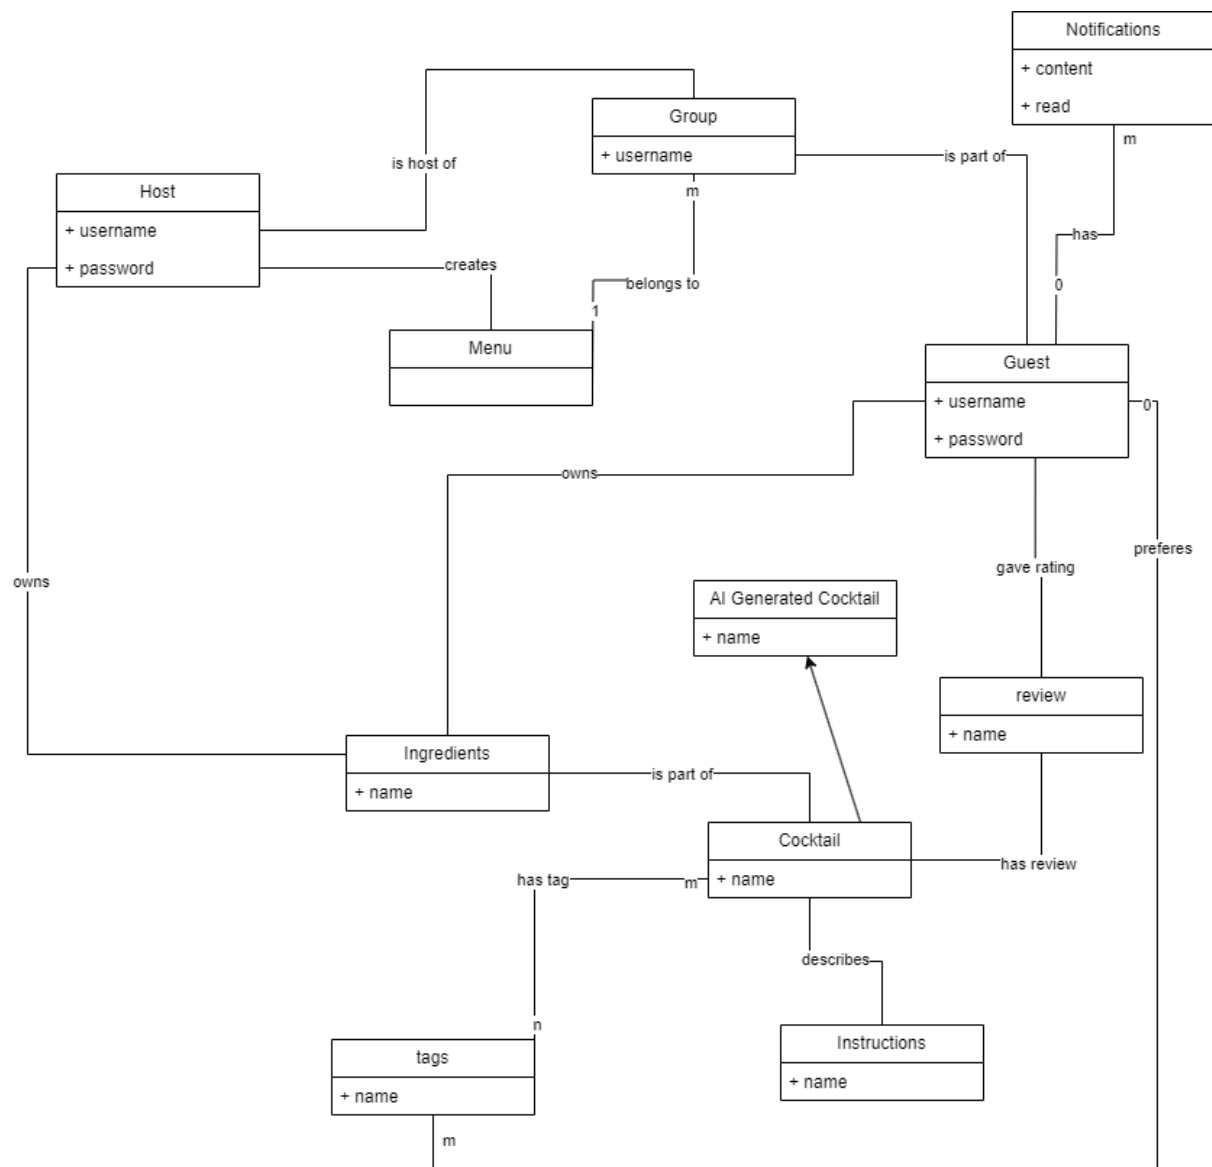 Notifications
+ content
+ read
m
Group
+ username
is host of
is part of
Host
+ username
+ password
m
has
creates
belongs to
0
1
Menu
Guest
+ username
+ password
0
owns
preferes
gave rating
owns
AI Generated Cocktail
+ name
review
+ name
Ingredients
+ name
is part of
Cocktail
+ name
has review
has tag
m
describes
n
Instructions
+ name
tags
+ name
m